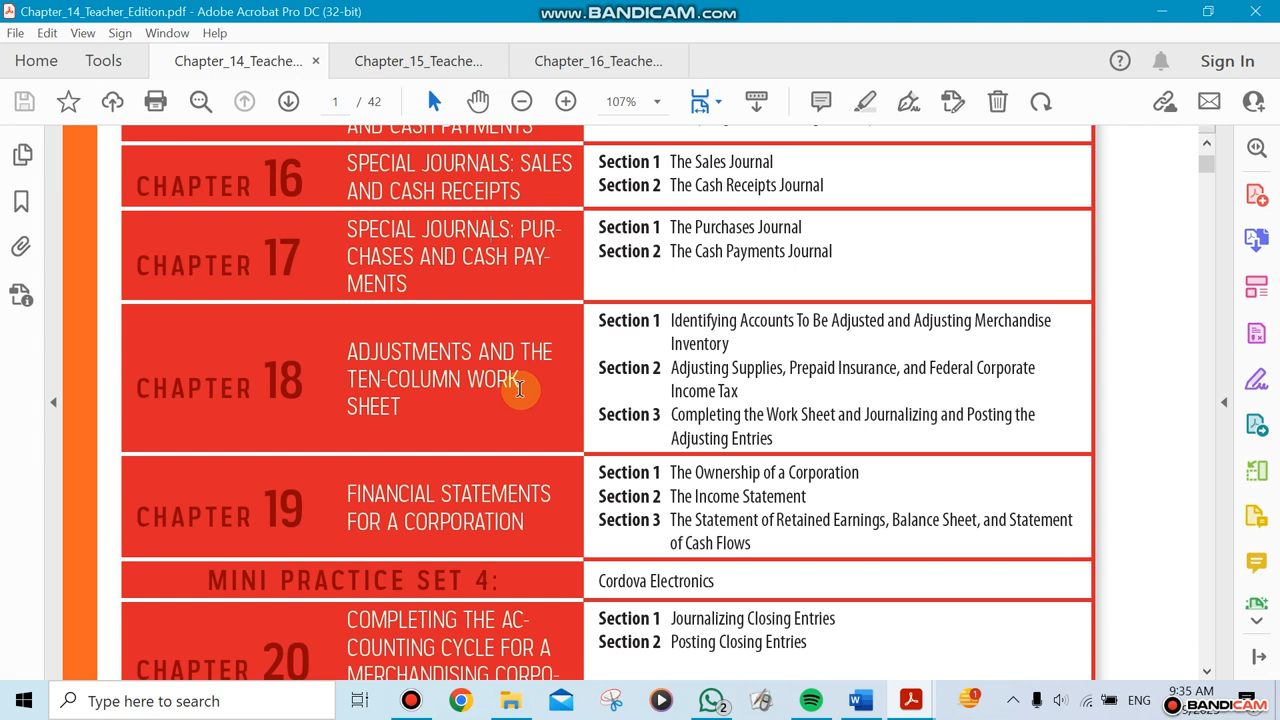 Chapter_14_Teacher_Edition.pdf - Adobe Acrobat Pro DC (32-bit)
www.BANDICAM.com
File Edit View Sign Window Help
Home Tools Chapter_14_Teache... × Chapter_15_Teache... Chapter_16_Teache... Sign In
1 / 42 107%
AND CASH PAYMENTS
CHAPTER 16
SPECIAL JOURNALS: SALES
AND CASH RECEIPTS
Section 1 The Sales Journal
Section 2 The Cash Receipts Journal
CHAPTER 17
SPECIAL JOURNALS: PUR-
CHASES AND CASH PAY-
MENTS
Section 1 The Purchases Journal
Section 2 The Cash Payments Journal
CHAPTER 18
ADJUSTMENTS AND THE
TEN-COLUMN WORK
SHEET
Section 1 Identifying Accounts To Be Adjusted and Adjusting Merchandise
Inventory
Section 2 Adjusting Supplies, Prepaid Insurance, and Federal Corporate
Income Tax
Section 3 Completing the Work Sheet and Journalizing and Posting the
Adjusting Entries
CHAPTER 19
FINANCIAL STATEMENTS
FOR A CORPORATION
Section 1 The Ownership of a Corporation
Section 2 The Income Statement
Section 3 The Statement of Retained Earnings, Balance Sheet, and Statement
of Cash Flows
MINI PRACTICE SET 4:
Cordova Electronics
CHAPTER 20
COMPLETING THE AC-
COUNTING CYCLE FOR A
MERCHANDISING CORPO-
Section 1 Journalizing Closing Entries
Section 2 Posting Closing Entries
Type here to search
2
1
ENG
9:35 AM
BANDICAM